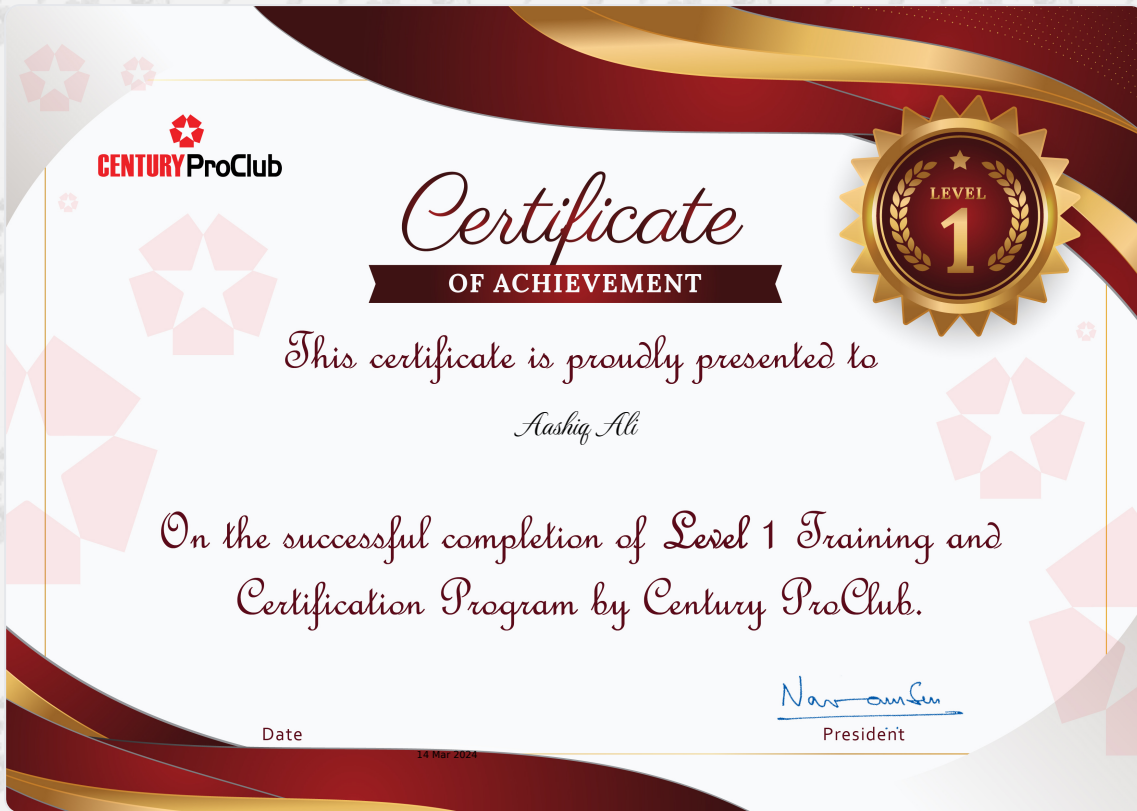 CENTURY ProClub
LEVEL
1
Certificate
OF ACHIEVEMENT
This certificate is proudly presented to
Aashiq Ali
On the successful completion of Level 1 Training and
Certification Program by Century ProClub.
Date
President
14 Mar 2024